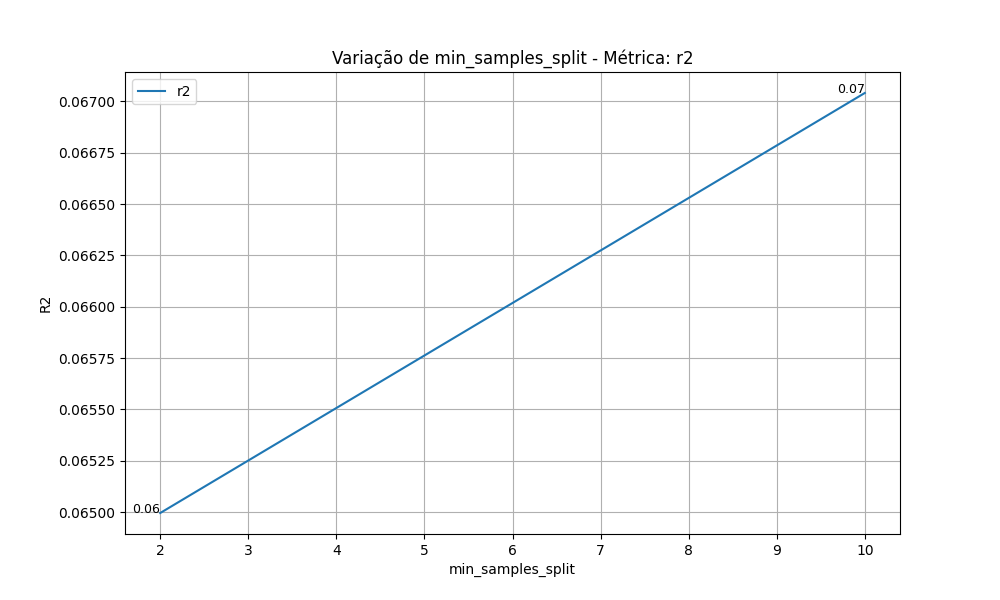 Variação de min_samples_split - Métrica: r2
r2
R2
0.06700
0.06675
0.06650
0.06625
0.06600
0.06575
0.06550
0.06525
0.06500
0.07
0.06
2 3 4 5 6 7 8 9 10
min_samples_split